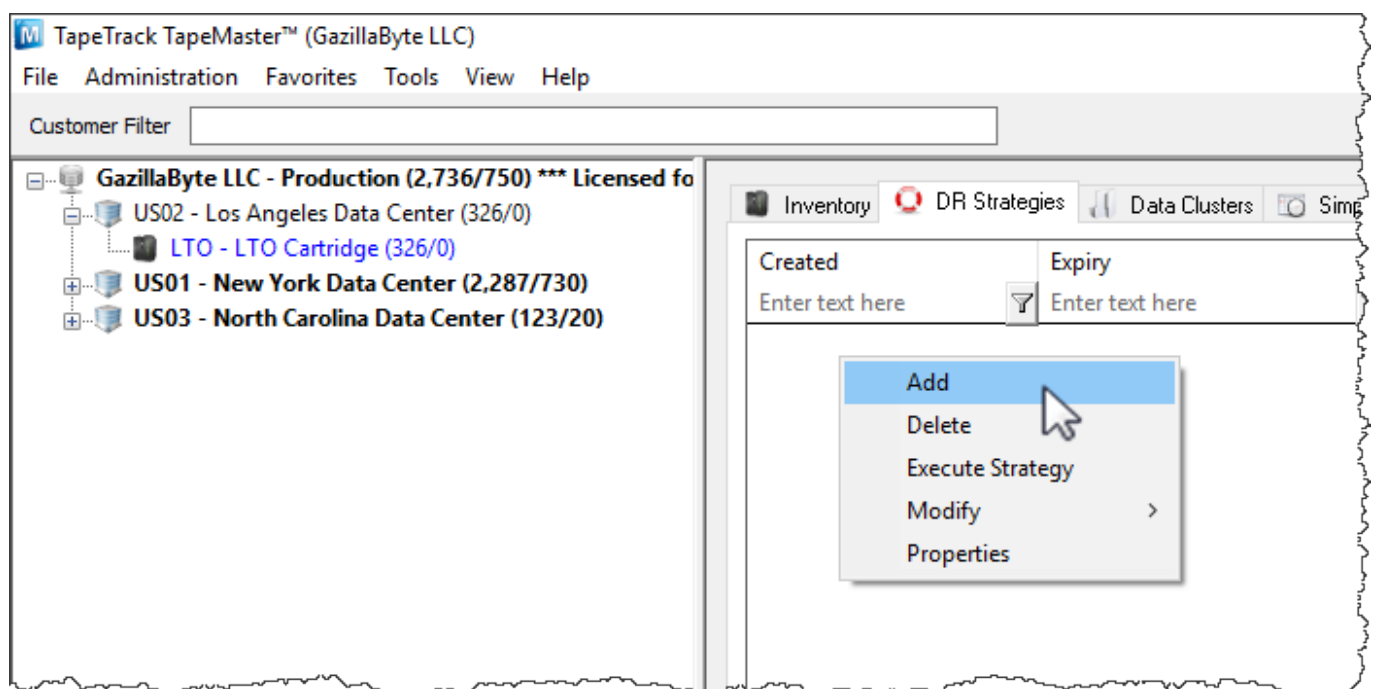 TapeTrack TapeMaster™ (GazillaByte LLC)
File Administration Favorites Tools View Help
Customer Filter
GazillaByte LLC - Production (2,736/750) *** Licensed fo
US02 - Los Angeles Data Center (326/0)
LTO - LTO Cartridge (326/0)
US01 - New York Data Center (2,287/730)
US03 - North Carolina Data Center (123/20)
Inventory DR Strategies Data Clusters Simp
Created Expiry
Enter text here Enter text here
Add
Delete
Execute Strategy
Modify >
Properties